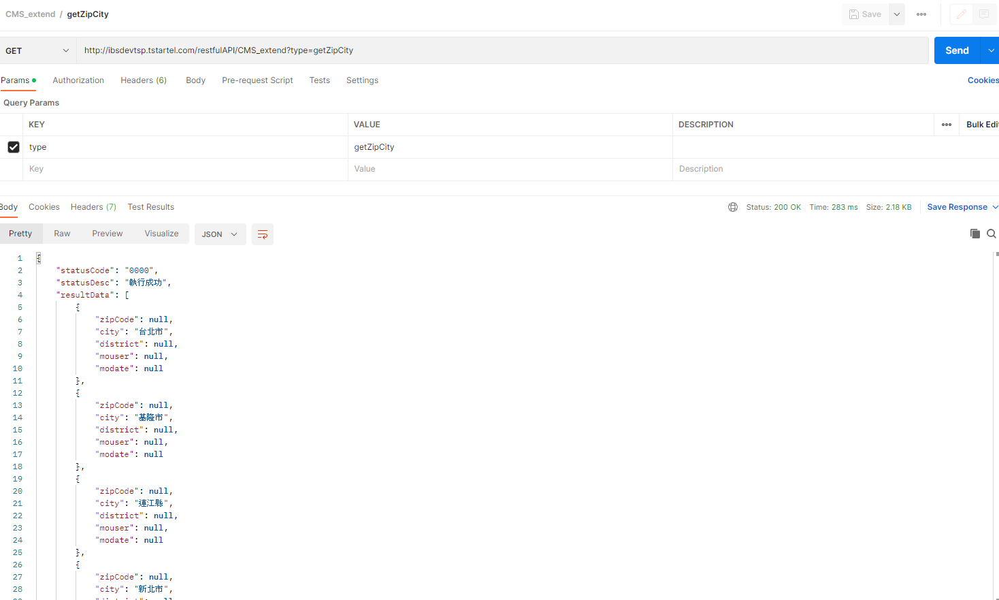 CMS_extend / getZipCity
Save
GET http://ibsdevtsp.tstartel.com/restfulAPI/CMS_extend?type=getZipCity Send
Params Authorization Headers (6) Body Pre-request Script Tests Settings Cookies
Query Params
KEY VALUE DESCRIPTION Bulk Edi
type getZipCity
Key Value Description
Body Cookies Headers (7) Test Results Status: 200 OK Time: 283 ms Size: 2.18 KB Save Response
Pretty Raw Preview Visualize JSON
1 {
2 "statusCode": "0000",
3 "statusDesc": "執行成功",
4 "resultData": [
5 {
6 "zipCode": null,
7 "city": "台北市",
8 "district": null,
9 "mouser": null,
10 "modate": null
11 },
12 {
13 "zipCode": null,
14 "city": "基隆市",
15 "district": null,
16 "mouser": null,
17 "modate": null
18 },
19 {
20 "zipCode": null,
21 "city": "連江縣",
22 "district": null,
23 "mouser": null,
24 "modate": null
25 },
26 {
27 "zipCode": null,
28 "city": "新北市",